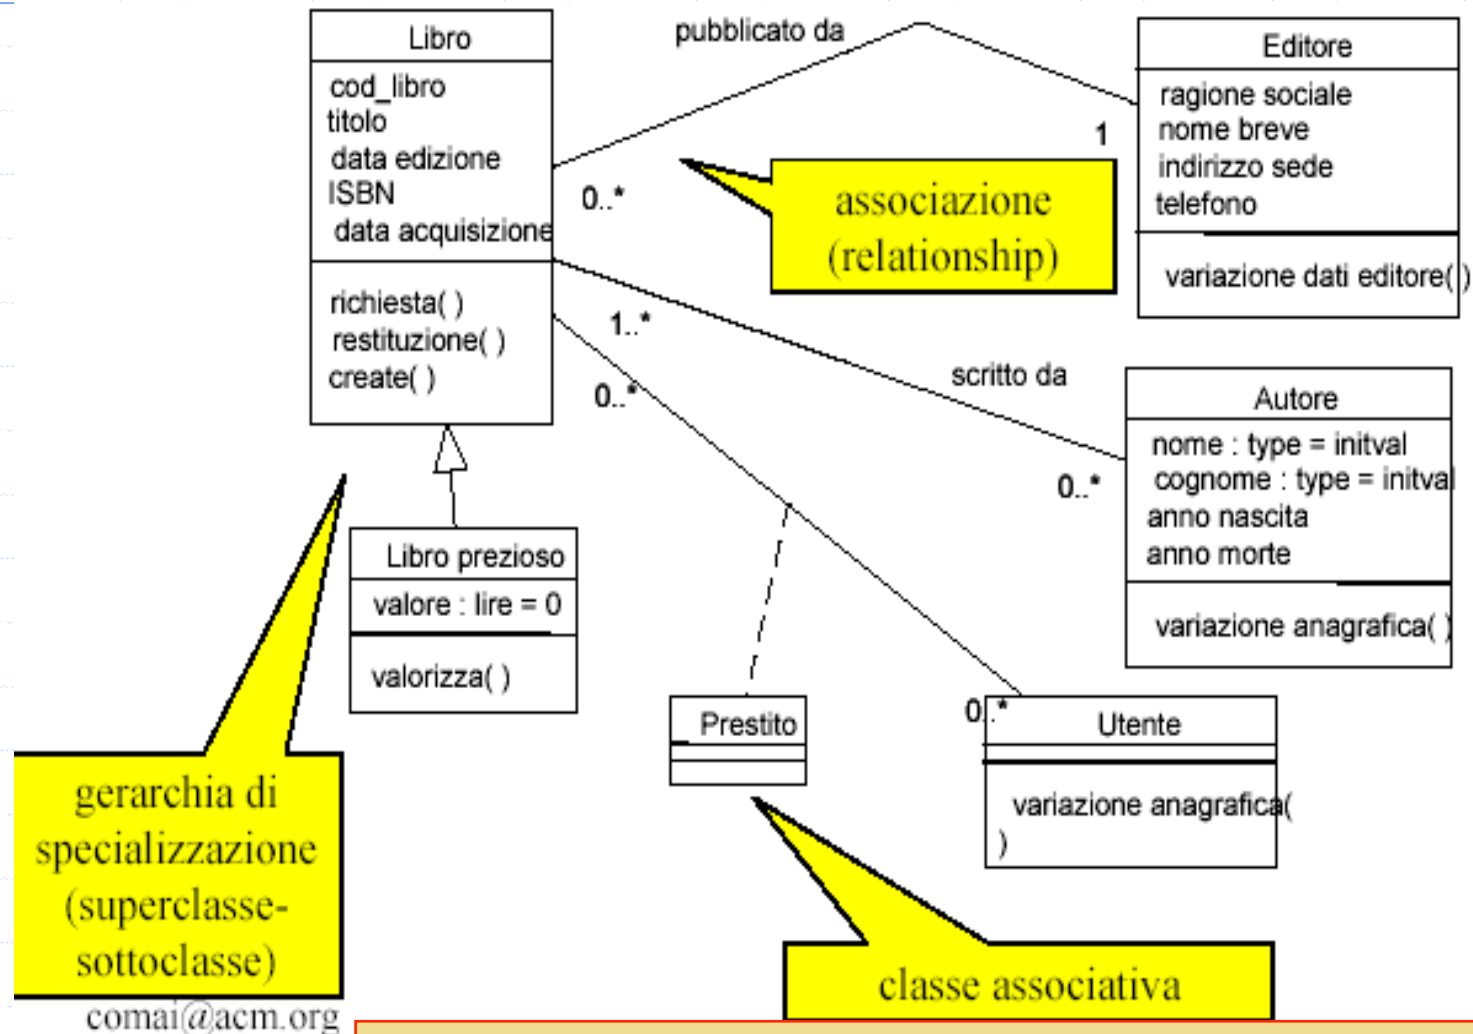 Libro
cod_libro
titolo
data edizione
ISBN
data acquisizione
richiesta( )
restituzione( )
create( )
pubblicato da
0..*
1
Editore
ragione sociale
nome breve
indirizzo sede
telefono
variazione dati editore( )
associazione
(relationship)
1..*
scritto da
0..*
Autore
nome : type = initval
cognome : type = initval
anno nascita
anno morte
variazione anagrafica( )
0..*
0..*
Libro prezioso
valore : lire = 0
valorizza( )
Prestito
Utente
variazione anagrafica(
)
gerarchia di
specializzazione
(superclasse-
sottoclasse)
classe associativa
comai@acm.org